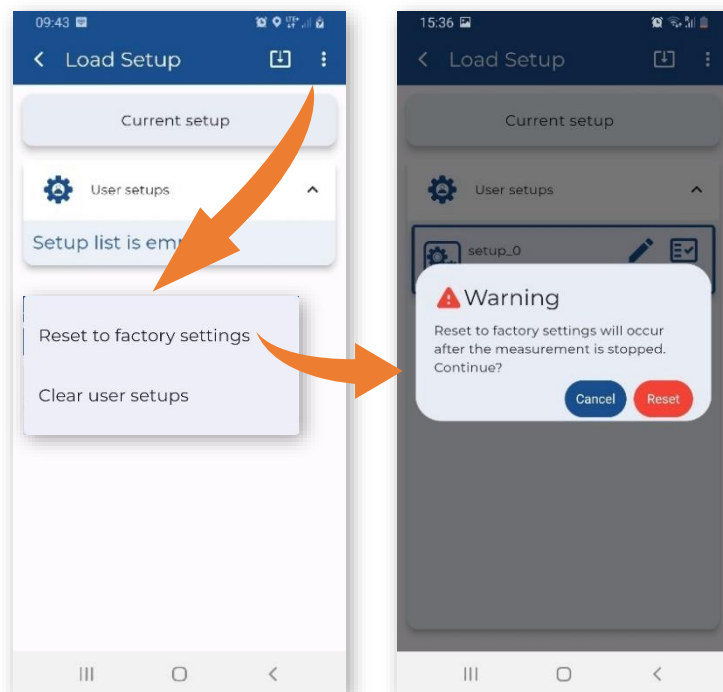 09:43
Load Setup
Current setup
User setups
Setup list is em
Reset to factory settings
Clear user setups
15:36
Load Setup
Current setup
User setups
setup_0
Warning
Reset to factory settings will occur
after the measurement is stopped.
Continue?
Cancel
Reset